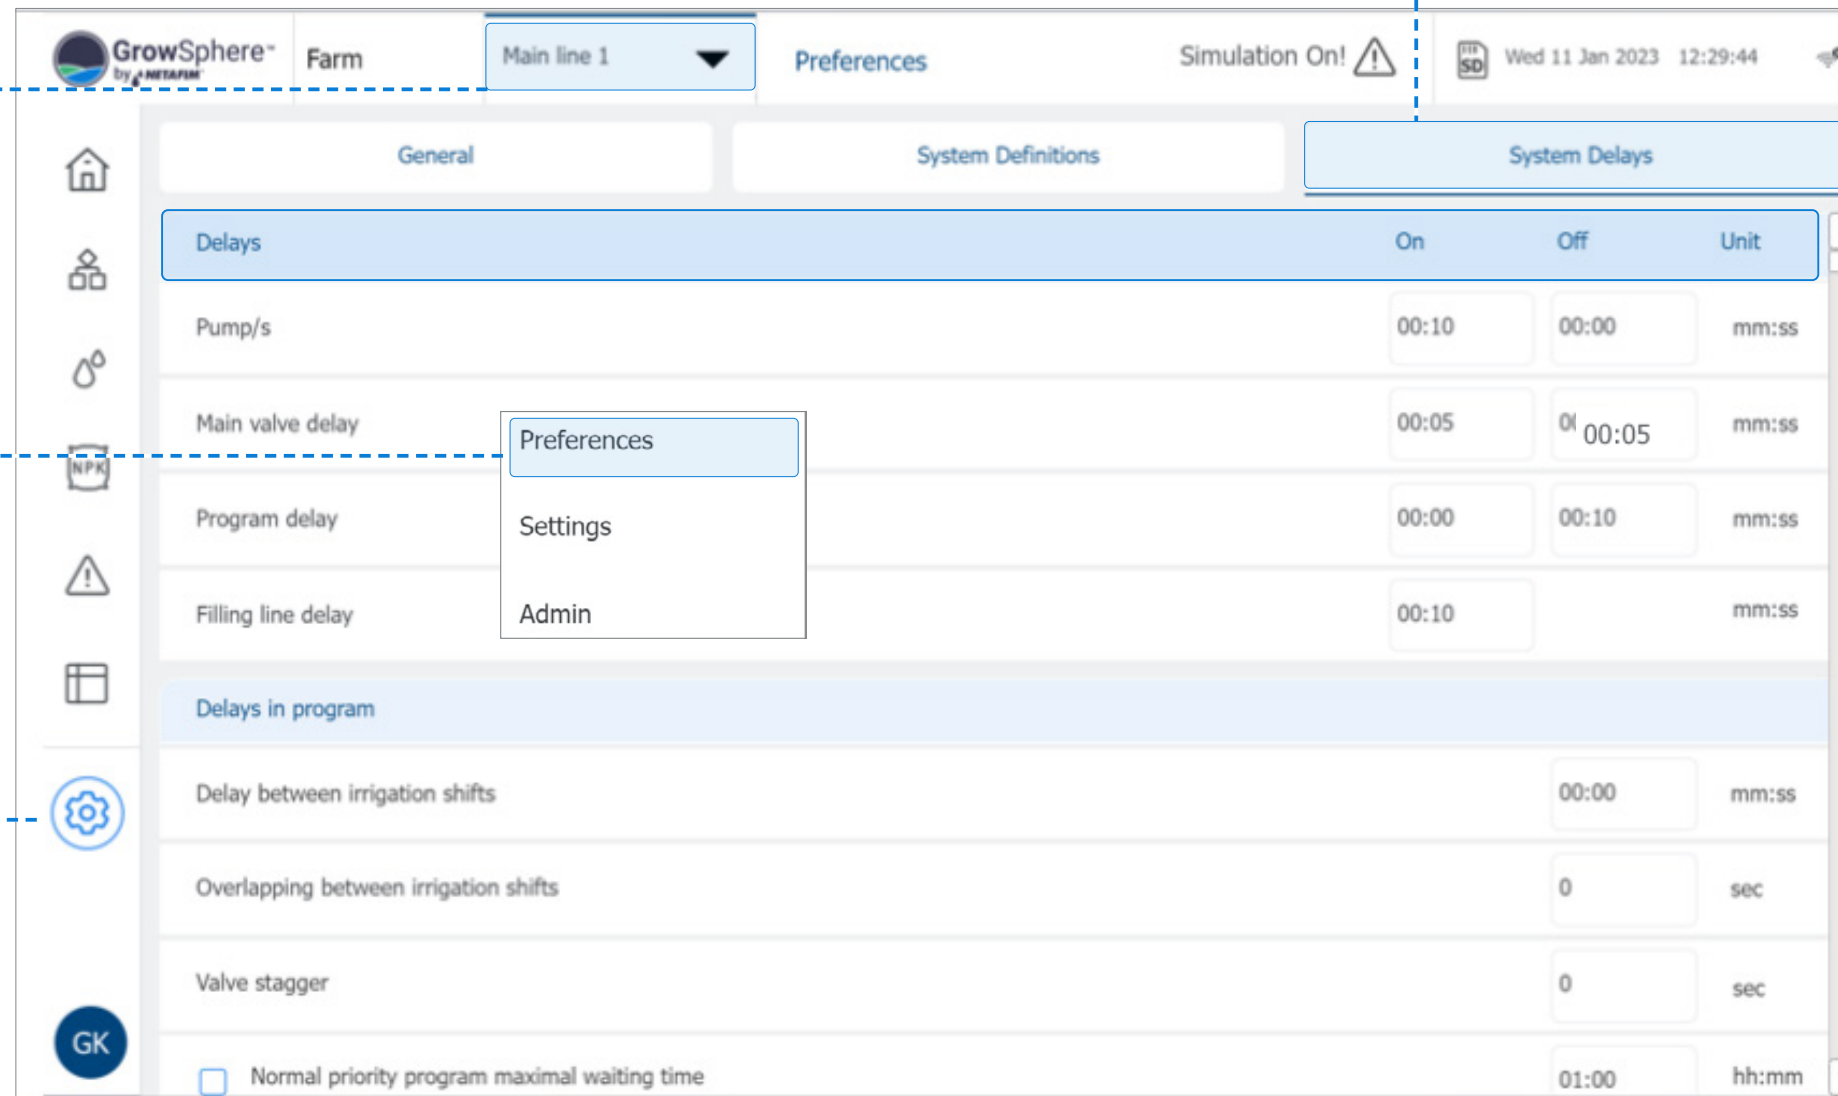 GrowSphere™
by NETAFIM™
Farm
Main line 1
Preferences
Simulation On!
SD
Wed 11 Jan 2023 12:29:44
General
System Definitions
System Delays
Delays On Off Unit
Pump/s 00:10 00:00 mm:ss
Main valve delay 00:05 00:05 mm:ss
Preferences
NPK
Program delay 00:00 00:10 mm:ss
Settings
Filling line delay 00:10 mm:ss
Admin
Delays in program
Delay between irrigation shifts 00:00 mm:ss
Overlapping between irrigation shifts 0 sec
Valve stagger 0 sec
GK
Normal priority program maximal waiting time 01:00 hh:mm